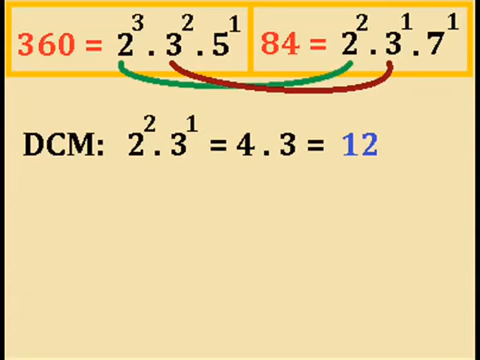 360 = 2³ . 3² . 5¹
84 = 2² . 3¹ . 7¹
DCM: 2² . 3¹ = 4 . 3 = 12